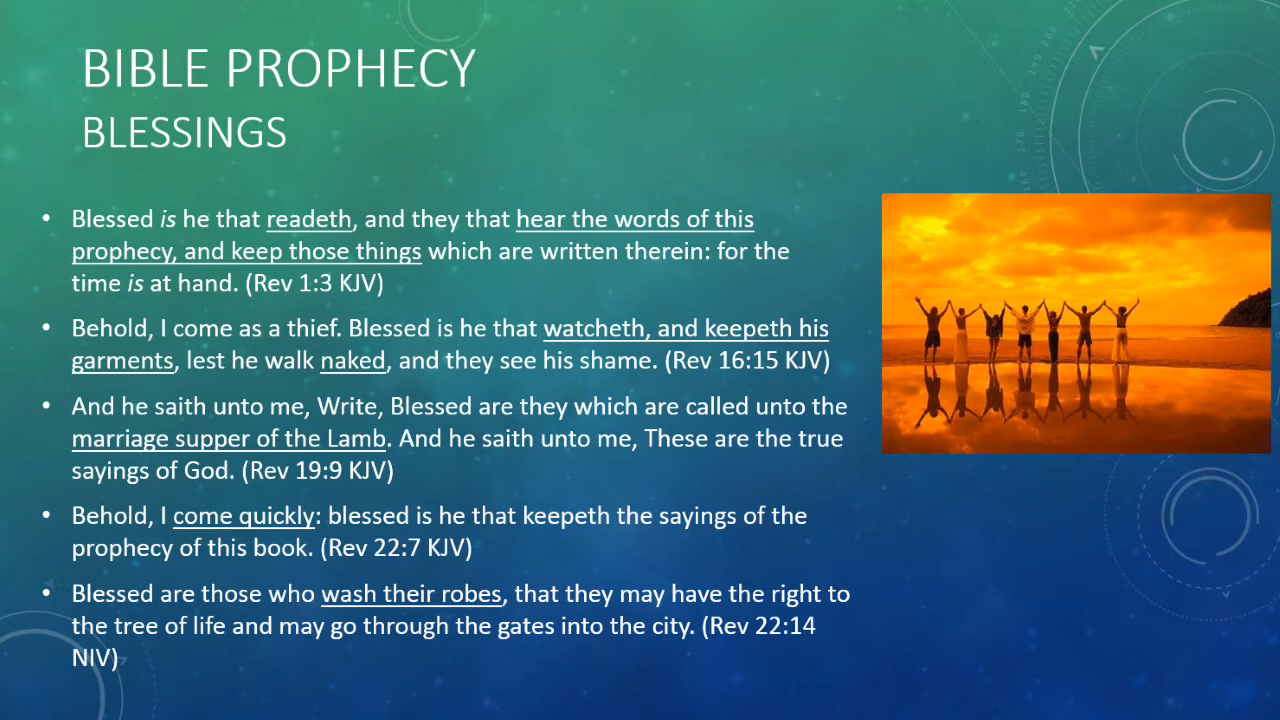 BIBLE PROPHECY
BLESSINGS
• Blessed is he that readeth, and they that hear the words of this
prophecy, and keep those things which are written therein: for the
time is at hand. (Rev 1:3 KJV)
• Behold, I come as a thief. Blessed is he that watcheth, and keepeth his
garments, lest he walk naked, and they see his shame. (Rev 16:15 KJV)
• And he saith unto me, Write, Blessed are they which are called unto the
marriage supper of the Lamb. And he saith unto me, These are the true
sayings of God. (Rev 19:9 KJV)
• Behold, I come quickly: blessed is he that keepeth the sayings of the
prophecy of this book. (Rev 22:7 KJV)
• Blessed are those who wash their robes, that they may have the right to
the tree of life and may go through the gates into the city. (Rev 22:14
NIV)
170
180
190
200